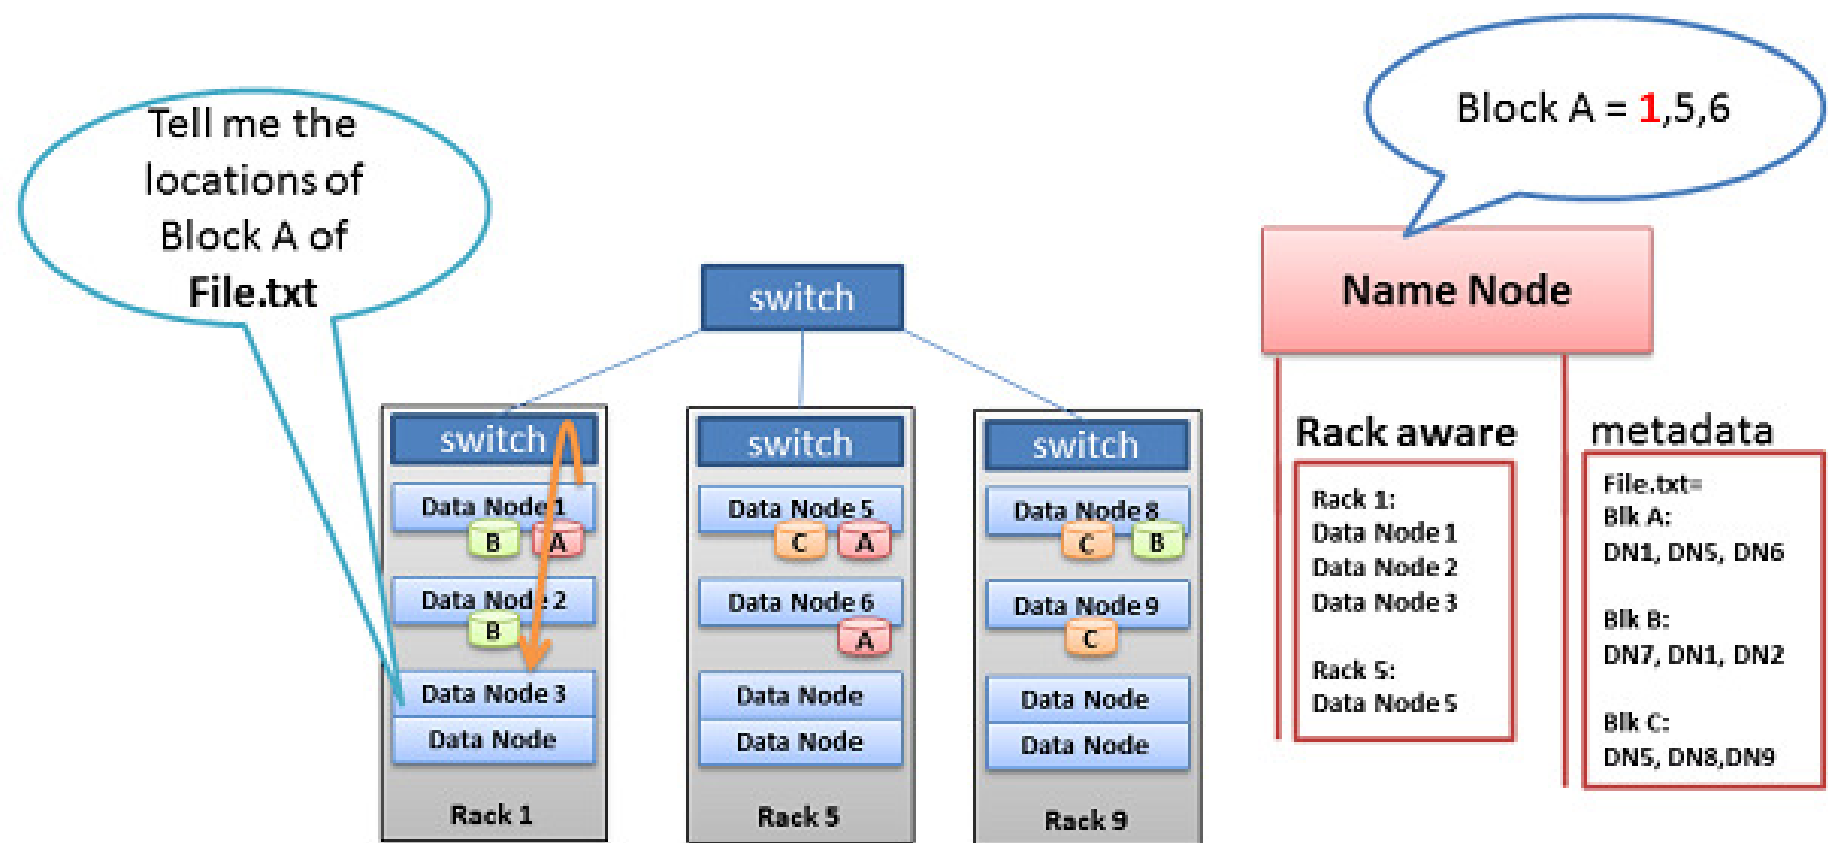 Tell me the
locations of
Block A of
File.txt
Block A = 1,5,6
switch
Name Node
switch
Data Node 1
B
A
Data Node 2
B
Data Node 3
Data Node
Rack 1
switch
Data Node 5
C
A
Data Node 6
A
Data Node
Data Node
Rack 5
switch
Data Node 8
C
B
Data Node 9
C
Data Node
Data Node
Rack 9
Rack aware
Rack 1:
Data Node 1
Data Node 2
Data Node 3
Rack 5:
Data Node 5
metadata
File.txt=
Blk A:
DN1, DN5, DN6
Blk B:
DN7, DN1, DN2
Blk C:
DN5, DN8,DN9